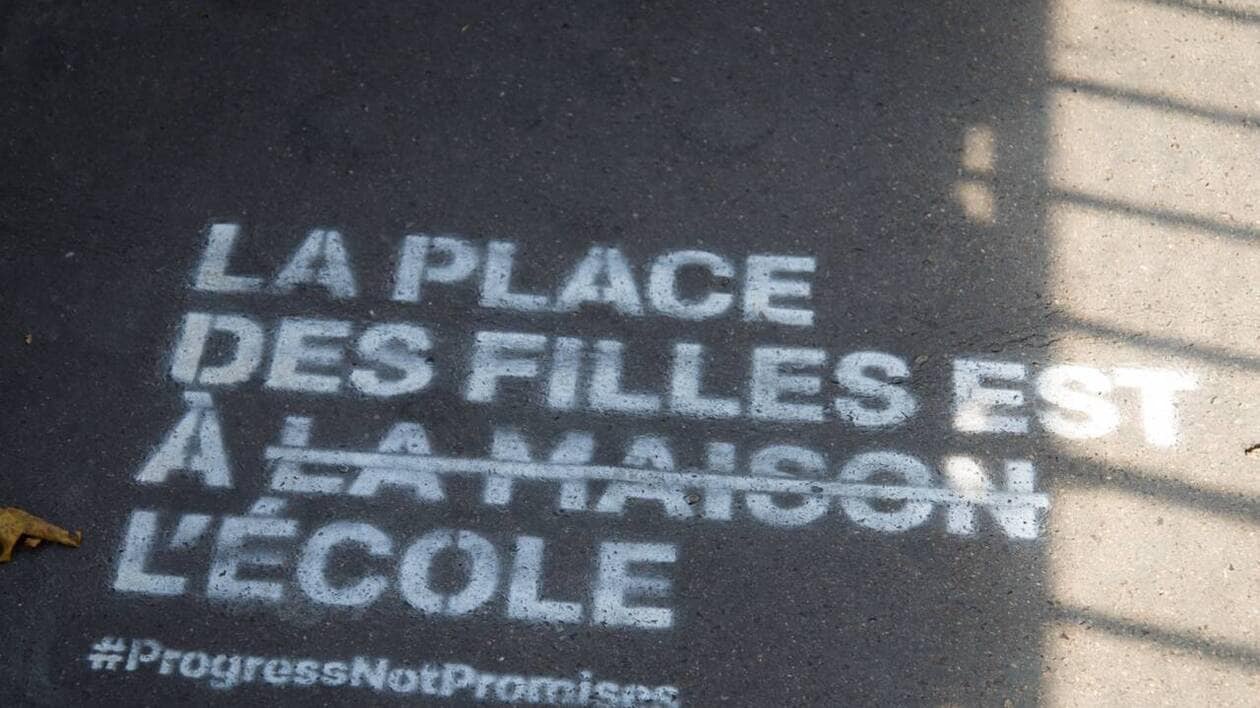 LA PLACE
DES FILLES EST
À LA MAISON
L'ÉCOLE
#ProgressNotPromises